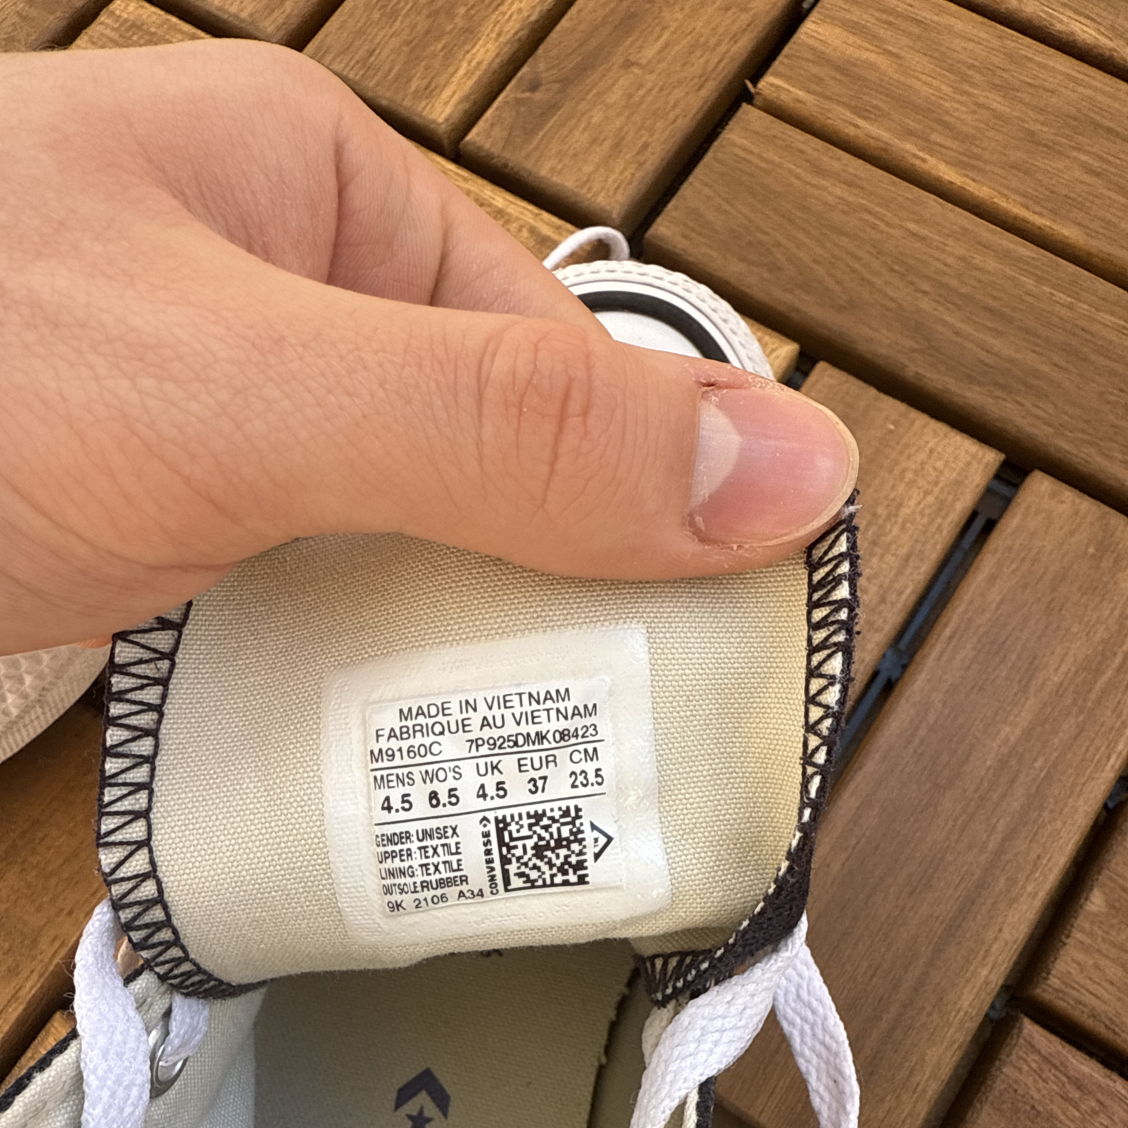 MADE IN VIETNAM
FABRIQUE AU VIETNAM
M9160C 7P925DMK08423
MENS WO'S UK EUR CM
4.5 6.5 4.5 37 23.5
GENDER: UNISEX
UPPER: TEXTILE
LINING: TEXTILE
OUTSOLE RUBBER
9K 2106 A34
CONVERSE